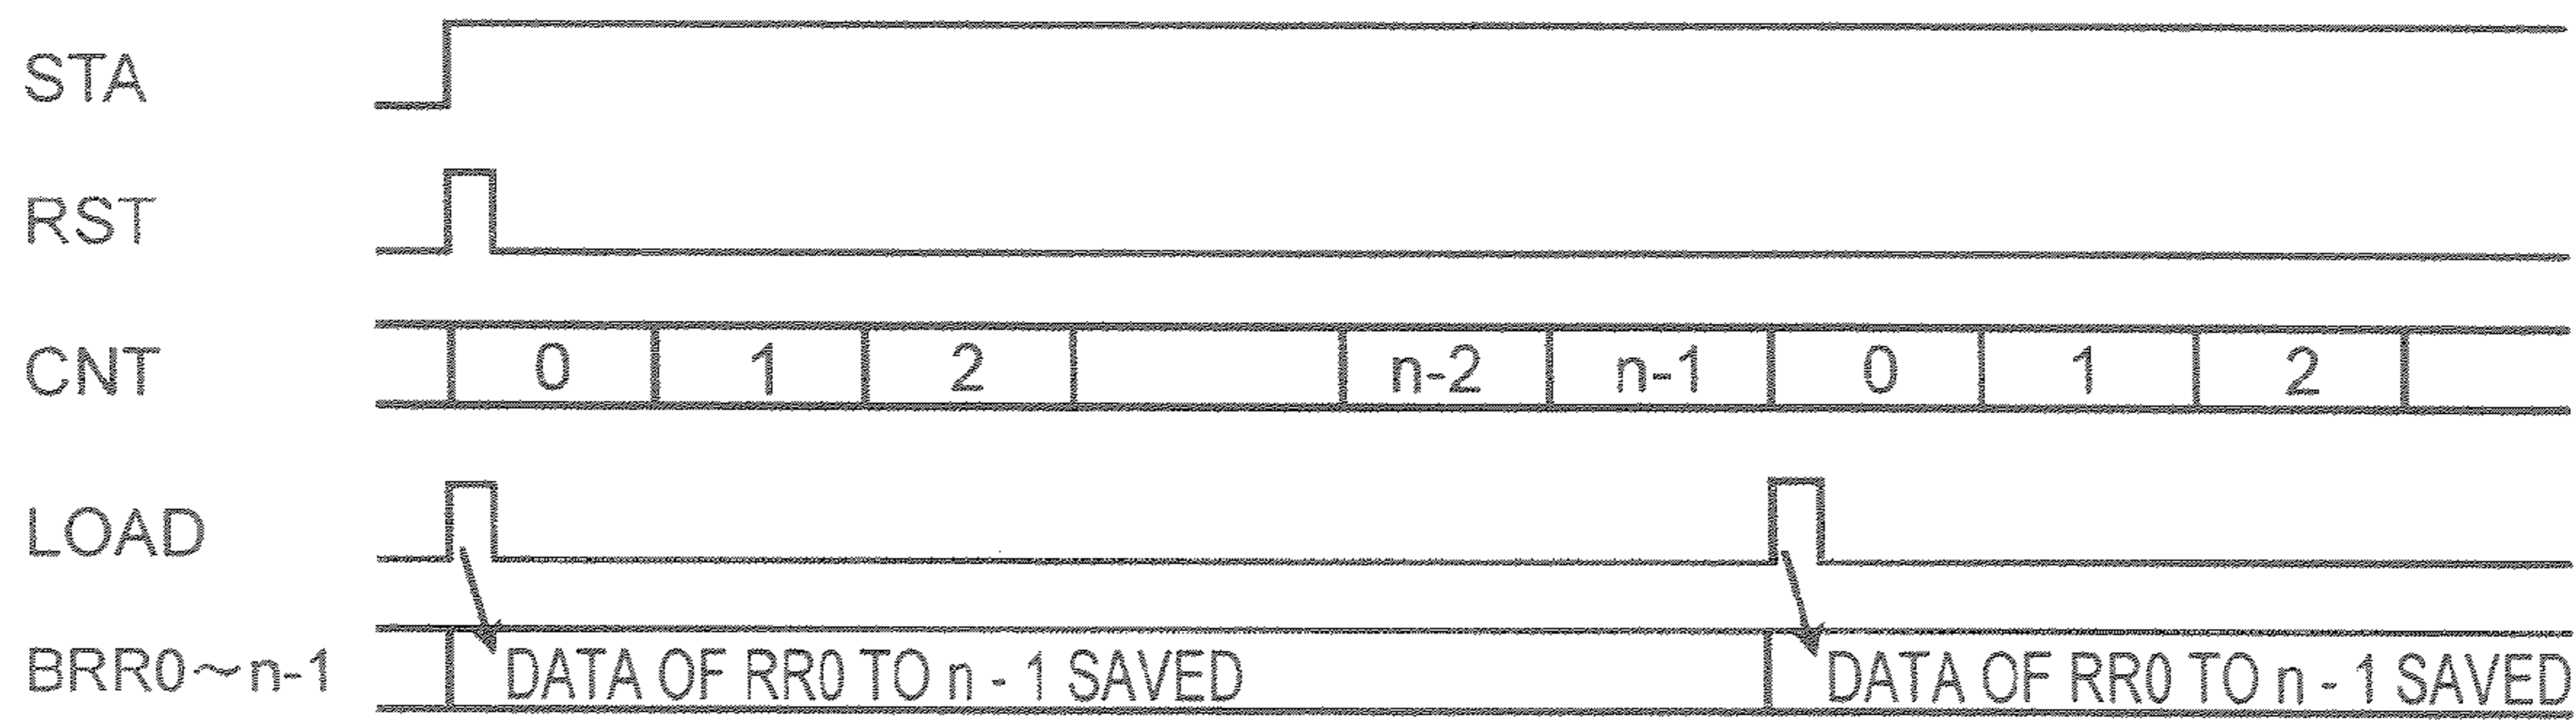 STA
RST
CNT 0 1 2 n-2 n-1 0 1 2
LOAD
BRR0～n-1 DATA OF RR0 TO n - 1 SAVED DATA OF RR0 TO n - 1 SAVED